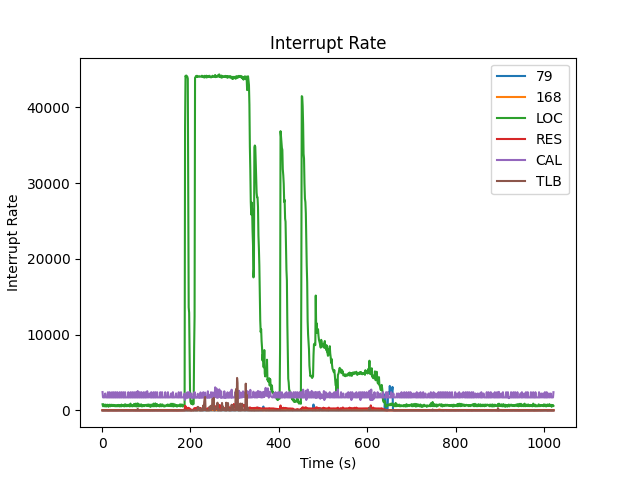 Interrupt Rate
79
168
LOC
RES
CAL
TLB
Interrupt Rate
40000
30000
20000
10000
0
0 200 400 600 800 1000
Time (s)